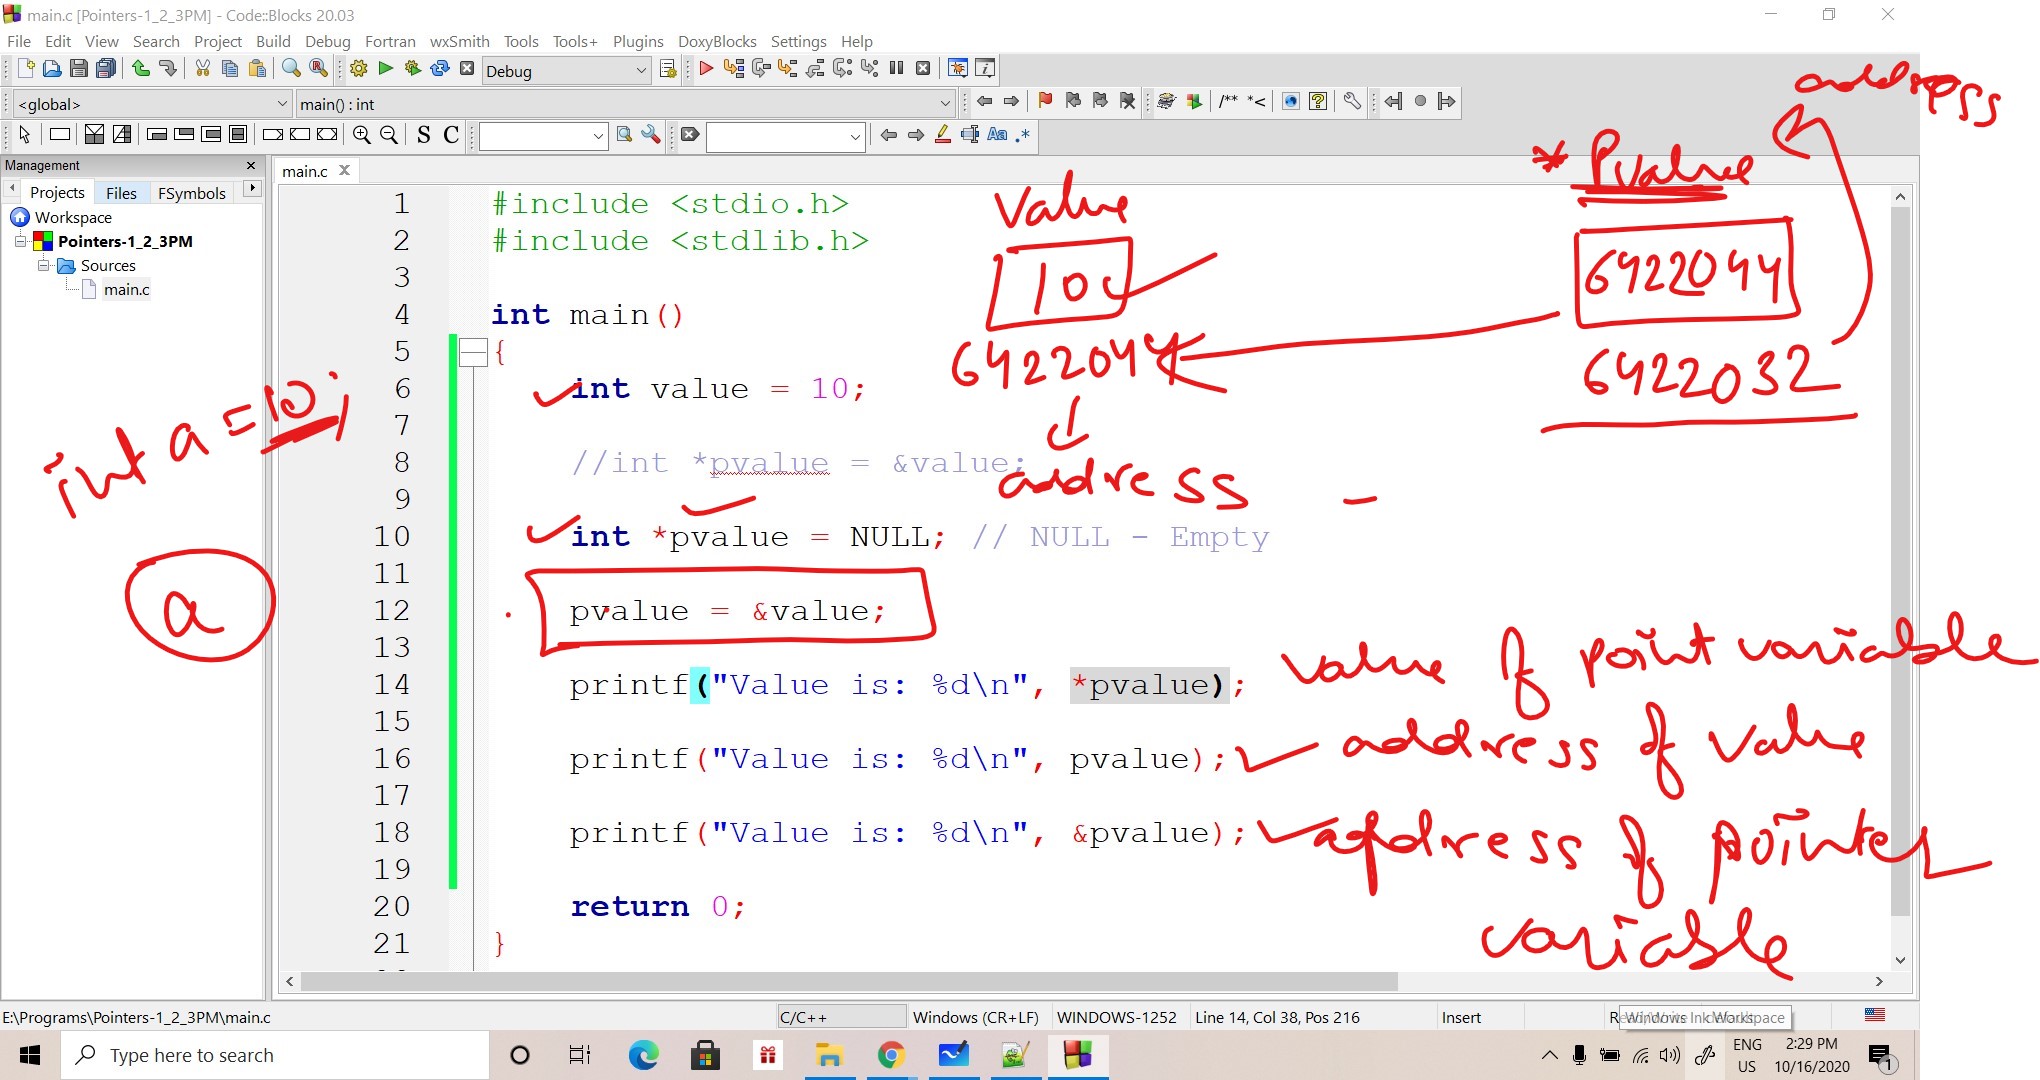 main.c [Pointers-1_2_3PM] - Code::Blocks 20.03
File Edit View Search Project Build Debug Fortran wxSmith Tools Tools+ Plugins DoxyBlocks Settings Help
Debug
<global> main() : int
/** *<
S C Aa .*
address
Management
Projects Files FSymbols
Workspace
Pointers-1_2_3PM
Sources
main.c
main.c
1 #include <stdio.h>
2 #include <stdlib.h>
3
4 int main()
5 {
6 int value = 10;
7
8 //int *pvalue = &value;
9
10 int *pvalue = NULL; // NULL - Empty
11
12 pvalue = &value;
13
14 printf("Value is: %d\n", *pvalue);
15
16 printf("Value is: %d\n", pvalue);
17
18 printf("Value is: %d\n", &pvalue);
19
20 return 0;
21 }
Value
10
6422044
address
* Pvalue
6422044
6422032
int a = 10;
a
value of point variable
address of value
address of pointer
variable
E:\Programs\Pointers-1_2_3PM\main.c C/C++ Windows (CR+LF) WINDOWS-1252 Line 14, Col 38, Pos 216 Insert
Windows Ink Workspace
Type here to search
ENG
US
2:29 PM
10/16/2020
1